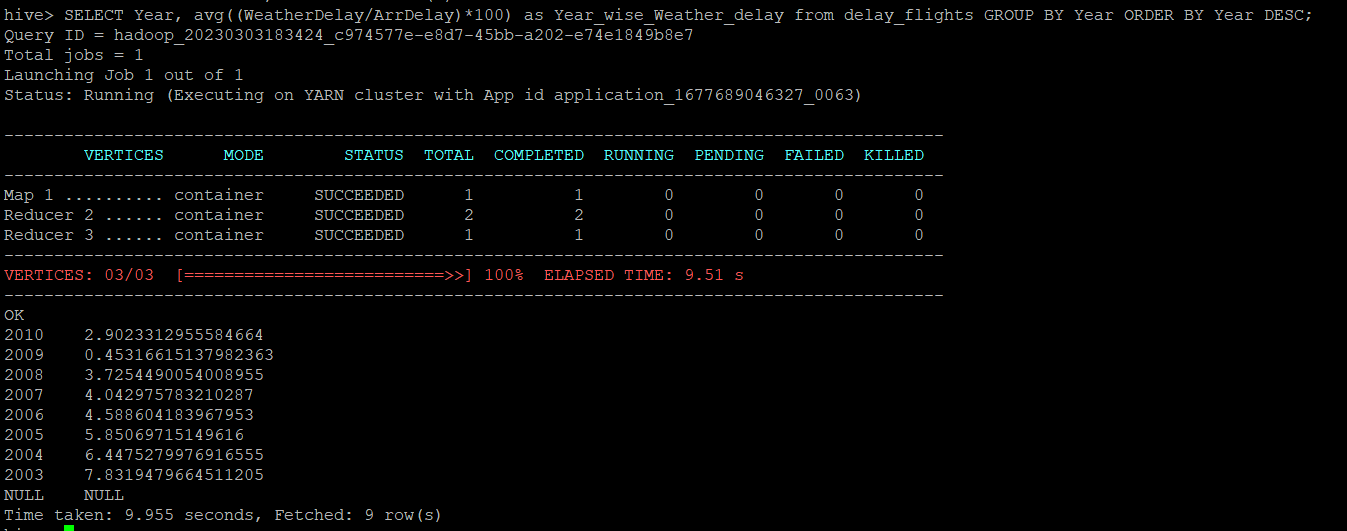 hive> SELECT Year, avg((WeatherDelay/ArrDelay)*100) as Year_wise_Weather_delay from delay_flights GROUP BY Year ORDER BY Year DESC;
Query ID = hadoop_20230303183424_c974577e-e8d7-45bb-a202-e74e1849b8e7
Total jobs = 1
Launching Job 1 out of 1
Status: Running (Executing on YARN cluster with App id application_1677689046327_0063)
----------------------------------------------------------------------------------------------
        VERTICES      MODE        STATUS  TOTAL  COMPLETED  RUNNING  PENDING  FAILED  KILLED
----------------------------------------------------------------------------------------------
Map 1 .......... container     SUCCEEDED      1          1        0        0       0       0
Reducer 2 ...... container     SUCCEEDED      2          2        0        0       0       0
Reducer 3 ...... container     SUCCEEDED      1          1        0        0       0       0
----------------------------------------------------------------------------------------------
VERTICES: 03/03  [==========================>>] 100%  ELAPSED TIME: 9.51 s
----------------------------------------------------------------------------------------------
OK
2010    2.9023312955584664
2009    0.45316615137982363
2008    3.7254490054008955
2007    4.042975783210287
2006    4.588604183967953
2005    5.85069715149616
2004    6.4475279976916555
2003    7.8319479664511205
NULL    NULL
Time taken: 9.955 seconds, Fetched: 9 row(s)